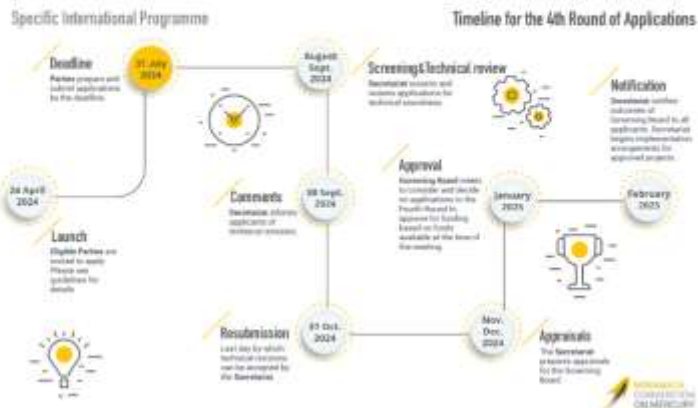 Specific International Programme
Timeline for the 4th Round of Applications
Deadline
Parties prepare and
submit applications
by the deadline.
31 July
2024
August
Sept.
2024
Screening&Technical review
Secretariat screens and
reviews applications for
technical soundness
Notification
Secretariat notifies
outcomes of
Governing Board to all
applicants. Secretariat
begins implementation
arrangements for
approved projects.
26 April
2024
Launch
Eligible Parties are
invited to apply.
Please see
guidelines for
details
Comments
Secretariat informs
applicants of
technical revisions
30 Sept.
2024
Approval
Governing Board meets
to consider and decide
on applications to the
Fourth Round to
approve for funding
based on funds
available at the time of
the meeting.
January
2025
February
2025
Resubmission
Last day by which
technical revisions
can be accepted by
the Secretariat
31 Oct.
2024
Nov.
Dec.
2024
Appraisals
The Secretariat
prepares appraisals
for the Governing
Board
MINAMATA
CONVENTION
ON MERCURY